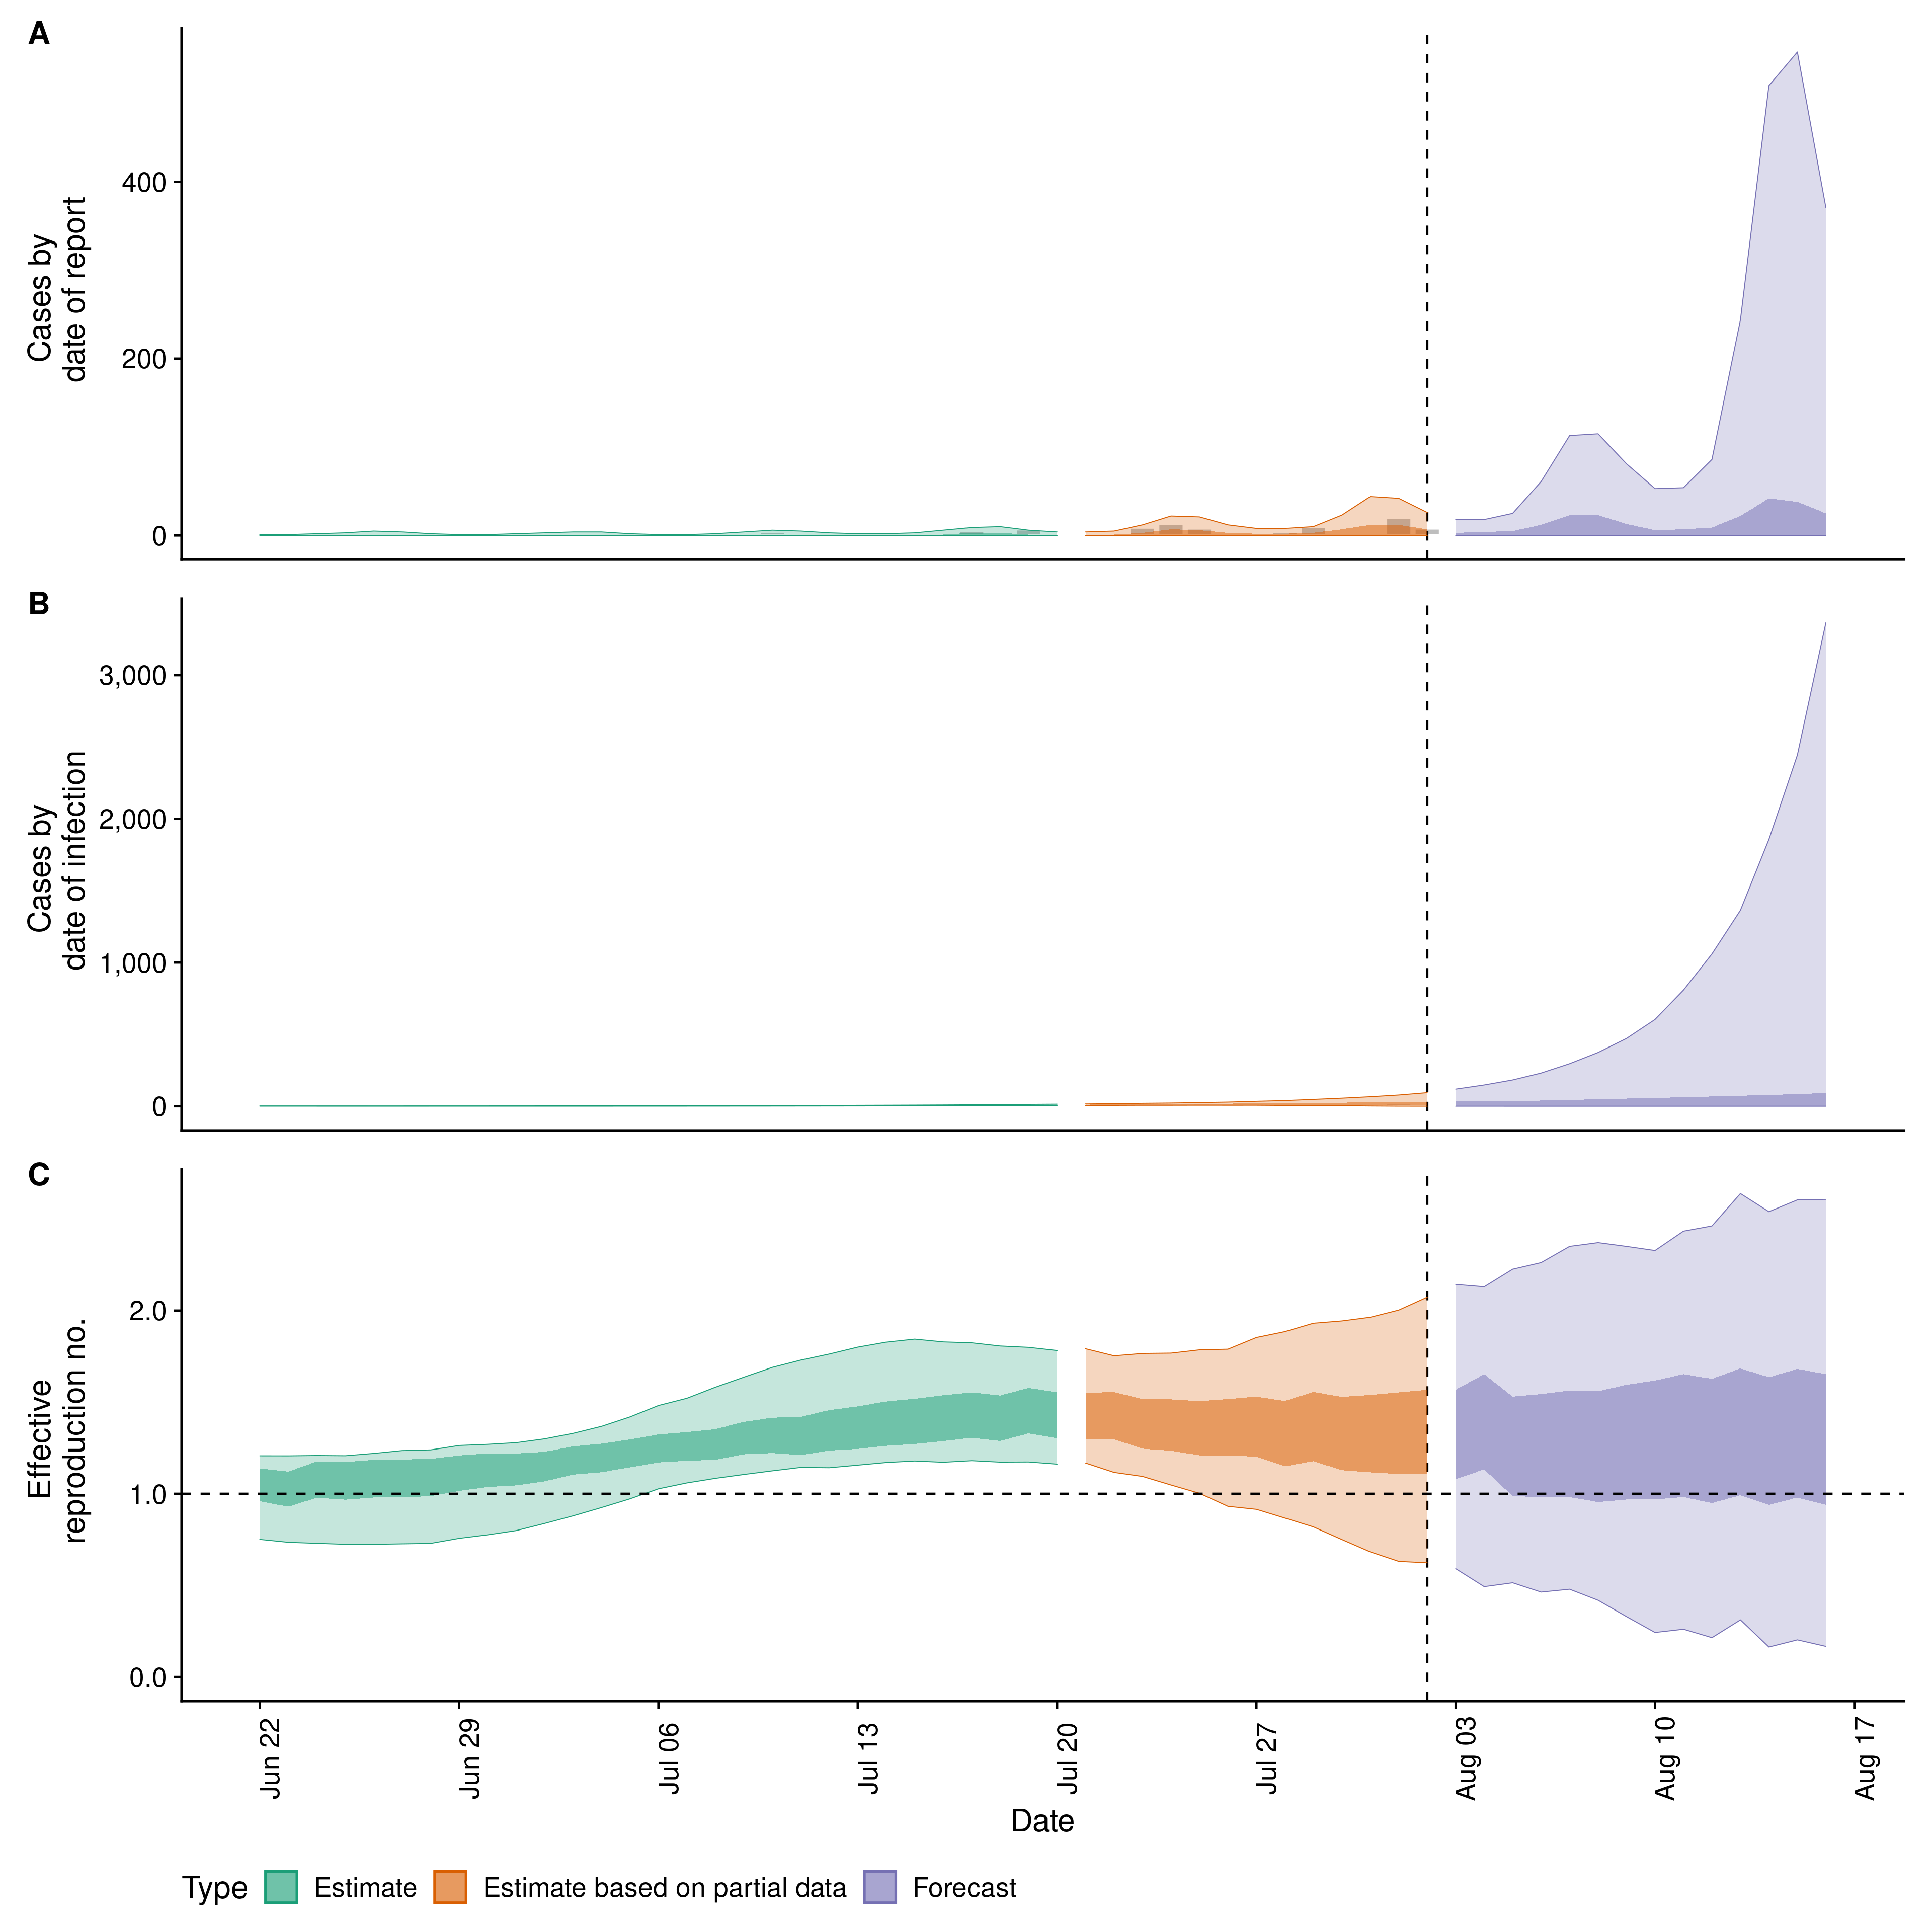 A
Cases by
date of report
400
200
0
B
Cases by
date of infection
3,000
2,000
1,000
0
C
Effective
reproduction no.
2.0
1.0
0.0
Jun 22
Jun 29
Jul 06
Jul 13
Jul 20
Jul 27
Aug 03
Aug 10
Aug 17
Date
Type Estimate Estimate based on partial data Forecast